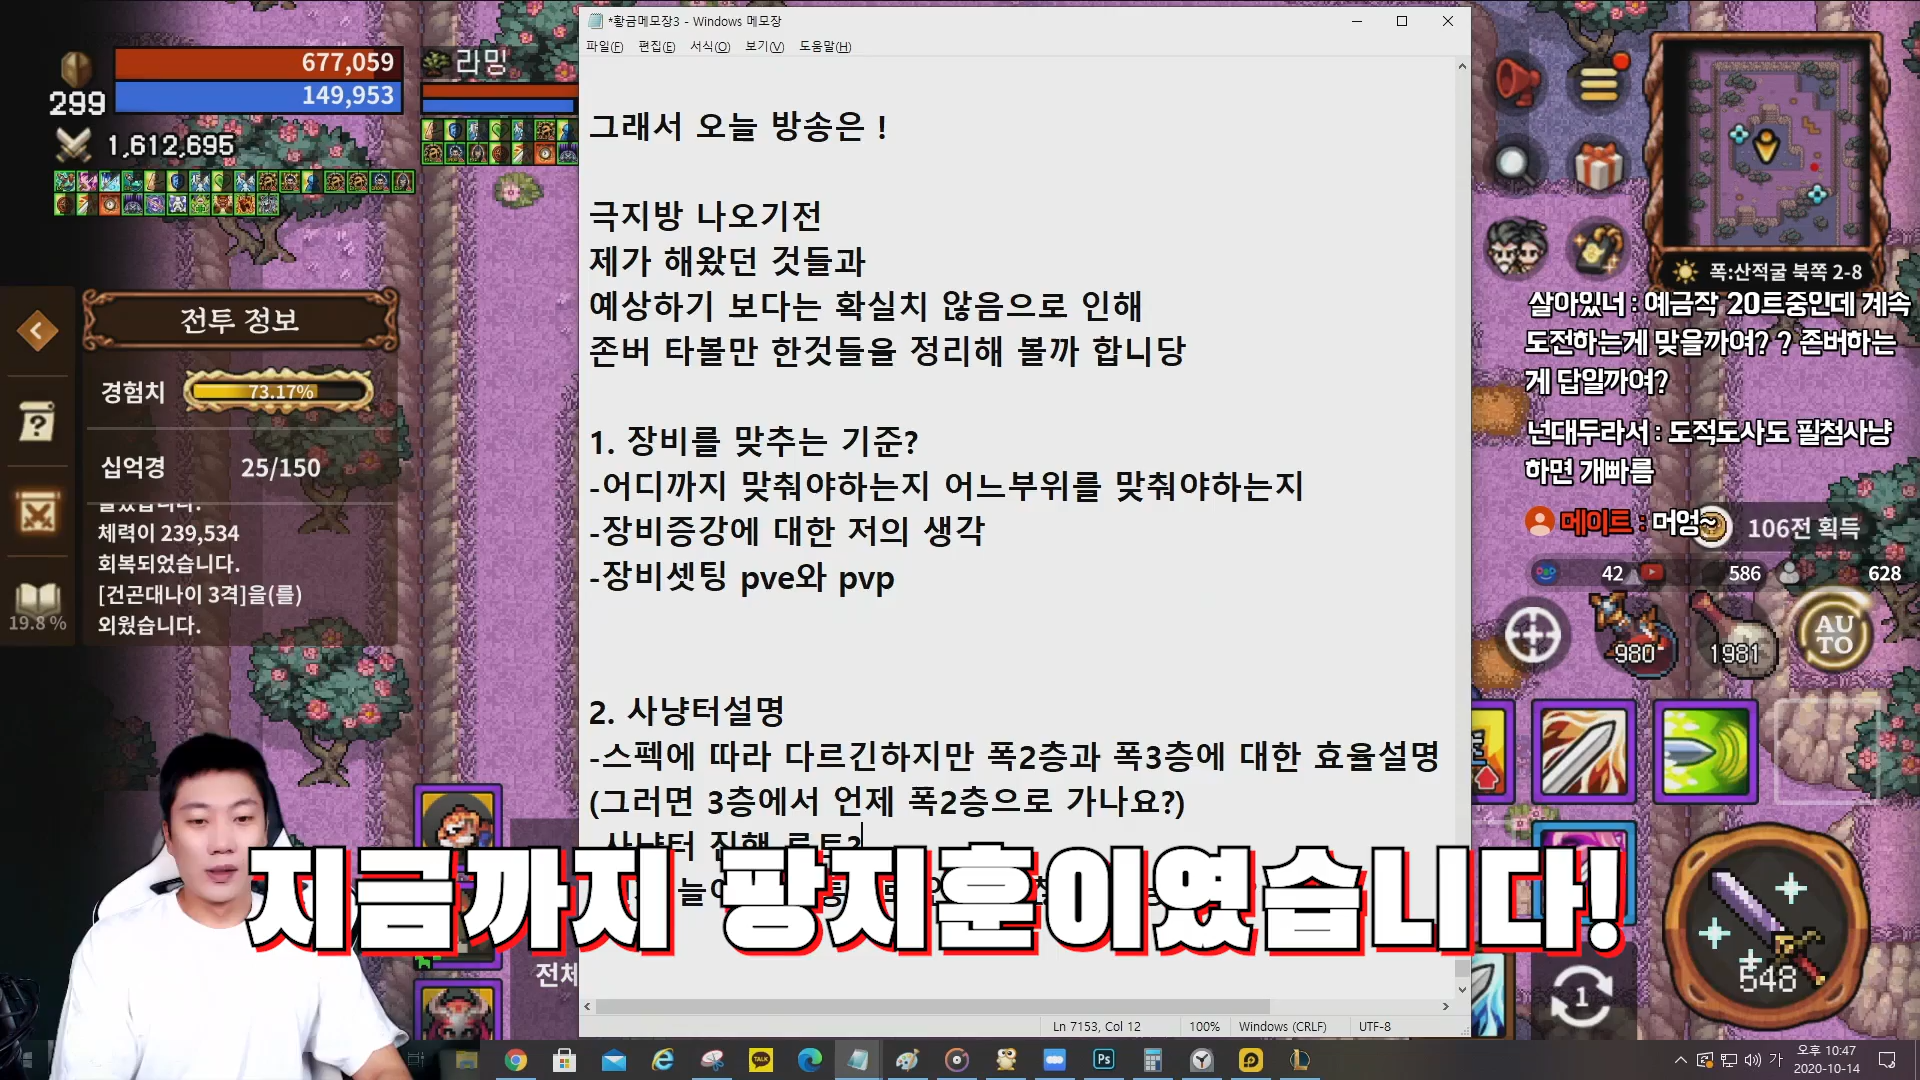 *황금메모장3 - Windows 메모장
파일(F) 편집(E) 서식(O) 보기(V) 도움말(H)
그래서 오늘 방송은 !
극지방 나오기전
제가 해왔던 것들과
예상하기 보다는 확실치 않음으로 인해
존버 타볼만 한것들을 정리해 볼까 합니당
1. 장비를 맞추는 기준?
-어디까지 맞춰야하는지 어느부위를 맞춰야하는지
-장비증강에 대한 저의 생각
-장비셋팅 pve와 pvp
2. 사냥터설명
-스펙에 따라 다르긴하지만 폭2층과 폭3층에 대한 효율설명
(그러면 3층에서 언제 폭2층으로 가나요?)
지금까지 팡지훈이였습니다!
Ln 7153, Col 12
100%
Windows (CRLF)
UTF-8
677,059
149,953
299
1,612,695
라밍
전투 정보
경험치
73.17%
십억경 25/150
체력이 239,534
회복되었습니다.
[건곤대나이 3격]을(를)
외웠습니다.
19.8 %
전체
폭:산적굴 북쪽 2-8
살아있너 : 예금작 20트중인데 계속
도전하는게 맞을까여? ? 존버하는
게 답일까여?
넌대두라서 : 도적도사도 필첨사냥
하면 개빠름
메이트 : 머엉~
106전 획득
42
586
628
980
1981
AU
TO
548
1
TALK
Ps
가
오후 10:47
2020-10-14